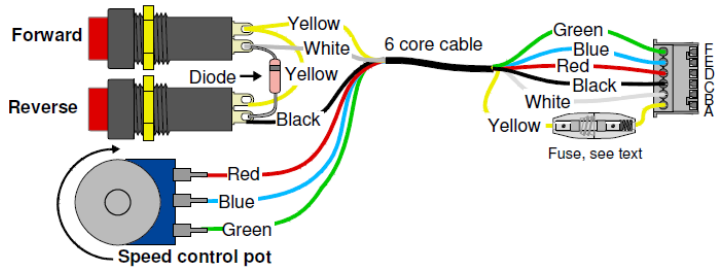 Forward
Yellow
White
Diode
Yellow
Reverse
Black
Red
Blue
Green
Speed control pot
6 core cable
Green
Blue
Red
Black
White
Yellow
Fuse, see text
F
E
D
C
B
A